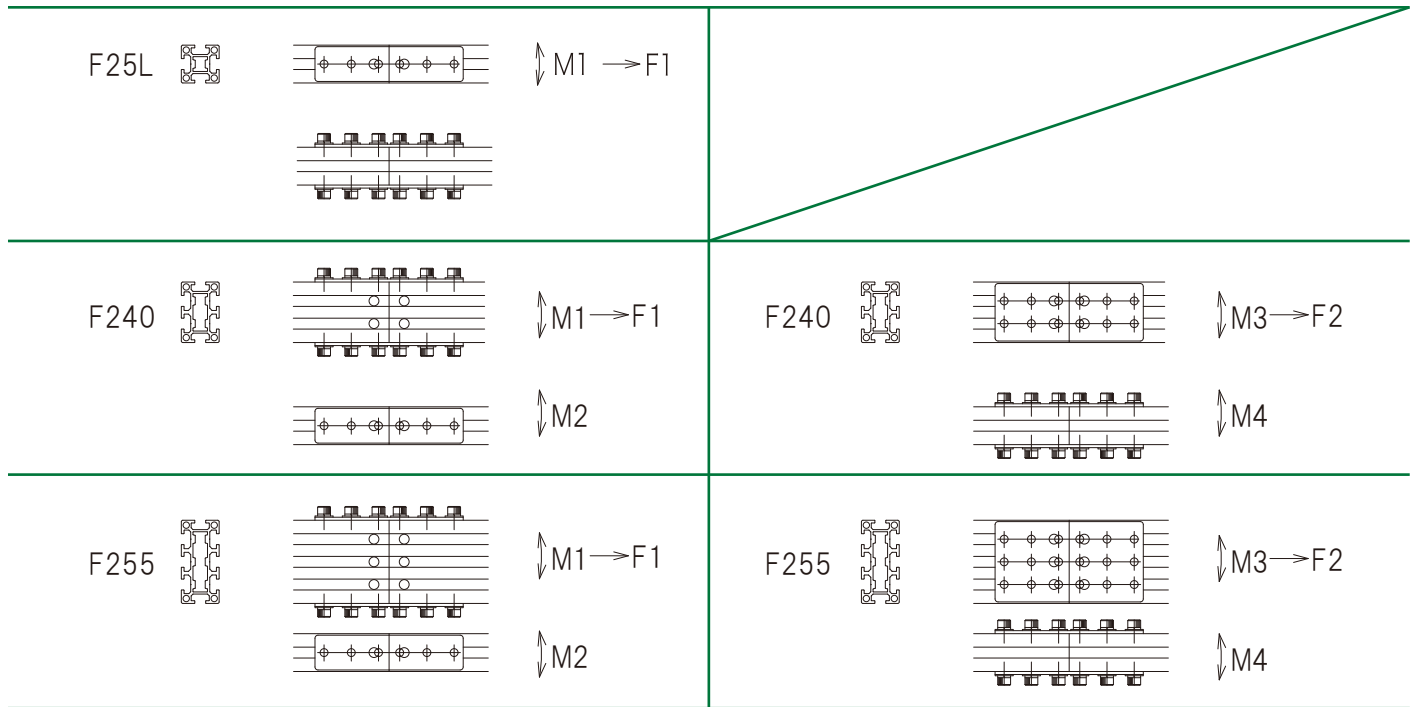 F25L M1 → F1
F240 M1 → F1
M2
F240 M3 → F2
M4
F255 M1 → F1
M2
F255 M3 → F2
M4